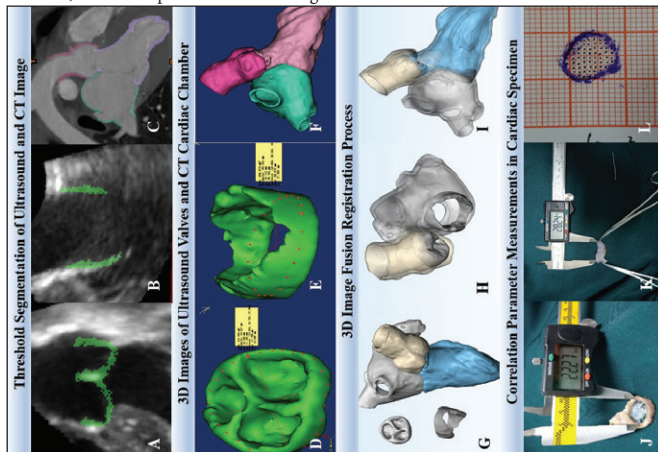 Threshold Segmentation of Ultrasound and CT Image
A
B
C
3D Images of Ultrasound Valves and CT Cardiac Chamber
D
E
F
3D Image Fusion Registration Process
G
H
I
Correlation Parameter Measurements in Cardiac Specimen
J
K
L